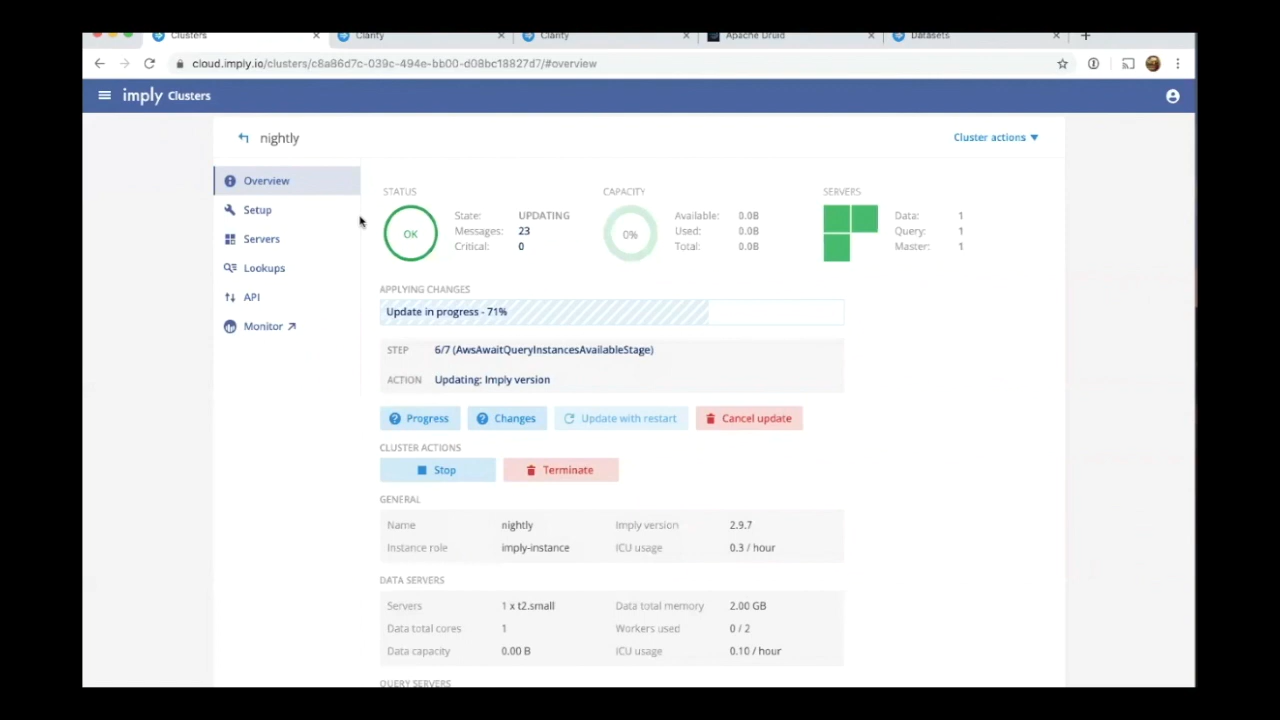 Clusters Clarity Clarity Apache Druid Datasets
cloud.imply.io/clusters/c8a86d7c-039c-494e-bb00-d08bc18827d7/#overview
imply Clusters
nightly Cluster actions
Overview
Setup
Servers
Lookups
API
Monitor
STATUS CAPACITY SERVERS
OK
State: UPDATING
Messages: 23
Critical: 0
0%
Available: 0.0B
Used: 0.0B
Total: 0.0B
Data: 1
Query: 1
Master: 1
APPLYING CHANGES
Update in progress - 71%
STEP 6/7 (AwsAwaitQueryInstancesAvailableStage)
ACTION Updating: Imply version
Progress Changes Update with restart Cancel update
CLUSTER ACTIONS
Stop Terminate
GENERAL
Name nightly Imply version 2.9.7
Instance role imply-instance ICU usage 0.3 / hour
DATA SERVERS
Servers 1 x t2.small Data total memory 2.00 GB
Data total cores 1 Workers used 0 / 2
Data capacity 0.00 B ICU usage 0.10 / hour
QUERY SERVERS